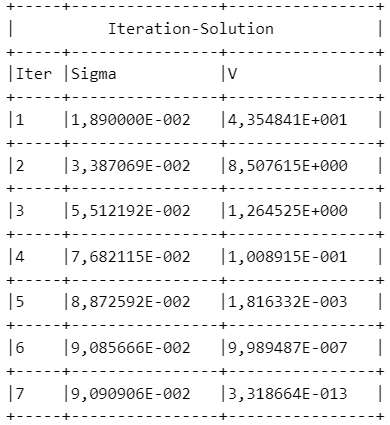 +-----+---------------+---------------+
|         Iteration-Solution          |
+-----+---------------+---------------+
|Iter |Sigma          |V              |
+-----+---------------+---------------+
|1    |1,890000E-002  |4,354841E+001  |
+-----+---------------+---------------+
|2    |3,387069E-002  |8,507615E+000  |
+-----+---------------+---------------+
|3    |5,512192E-002  |1,264525E+000  |
+-----+---------------+---------------+
|4    |7,682115E-002  |1,008915E-001  |
+-----+---------------+---------------+
|5    |8,872592E-002  |1,816332E-003  |
+-----+---------------+---------------+
|6    |9,085666E-002  |9,989487E-007  |
+-----+---------------+---------------+
|7    |9,090906E-002  |3,318664E-013  |
+-----+---------------+---------------+